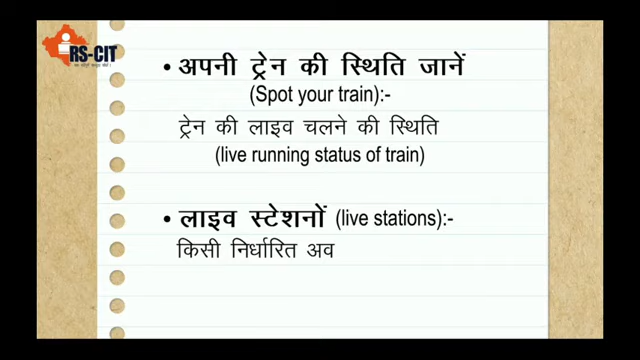 RS-CIT
• अपनी ट्रेन की स्थिति जानें
(Spot your train):-
ट्रेन की लाइव चलने की स्थिति
(live running status of train)
• लाइव स्टेशनों (live stations):-
किसी निर्धारित अव